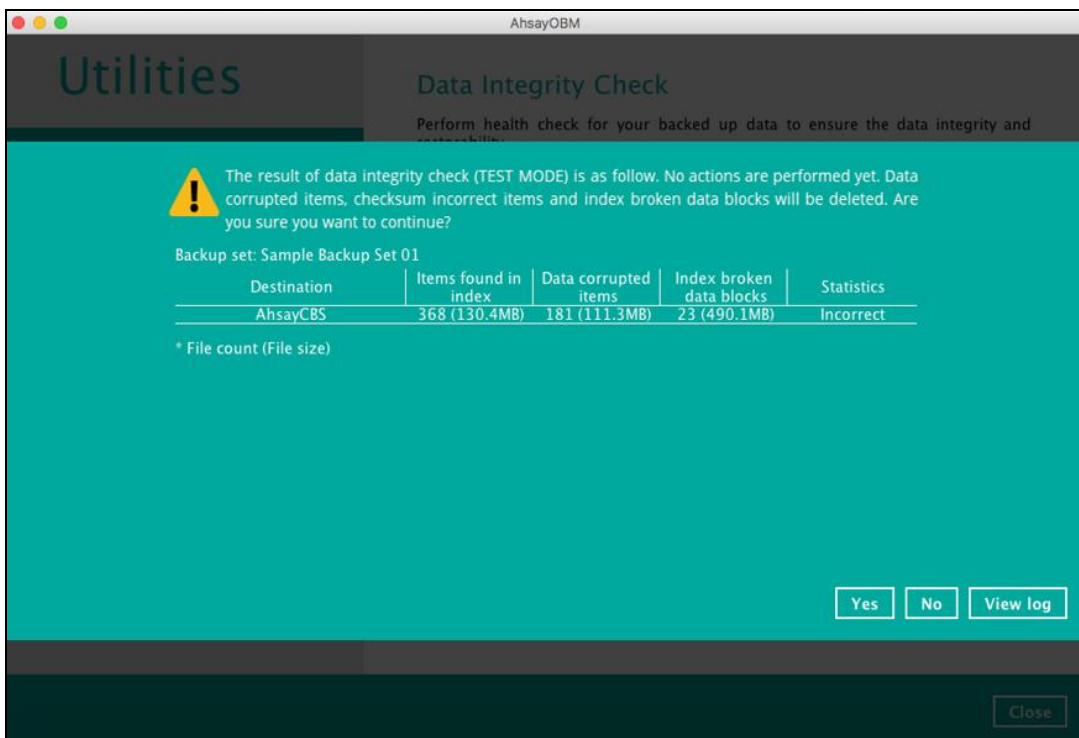 AhsayOBM
Utilities
Data Integrity Check
Perform health check for your backed up data to ensure the data integrity and
restorability.
The result of data integrity check (TEST MODE) is as follow. No actions are performed yet. Data
corrupted items, checksum incorrect items and index broken data blocks will be deleted. Are
you sure you want to continue?
Backup set: Sample Backup Set 01
Destination Items found in index Data corrupted items Index broken data blocks Statistics
AhsayCBS 368 (130.4MB) 181 (111.3MB) 23 (490.1MB) Incorrect
* File count (File size)
Yes No View log
Close